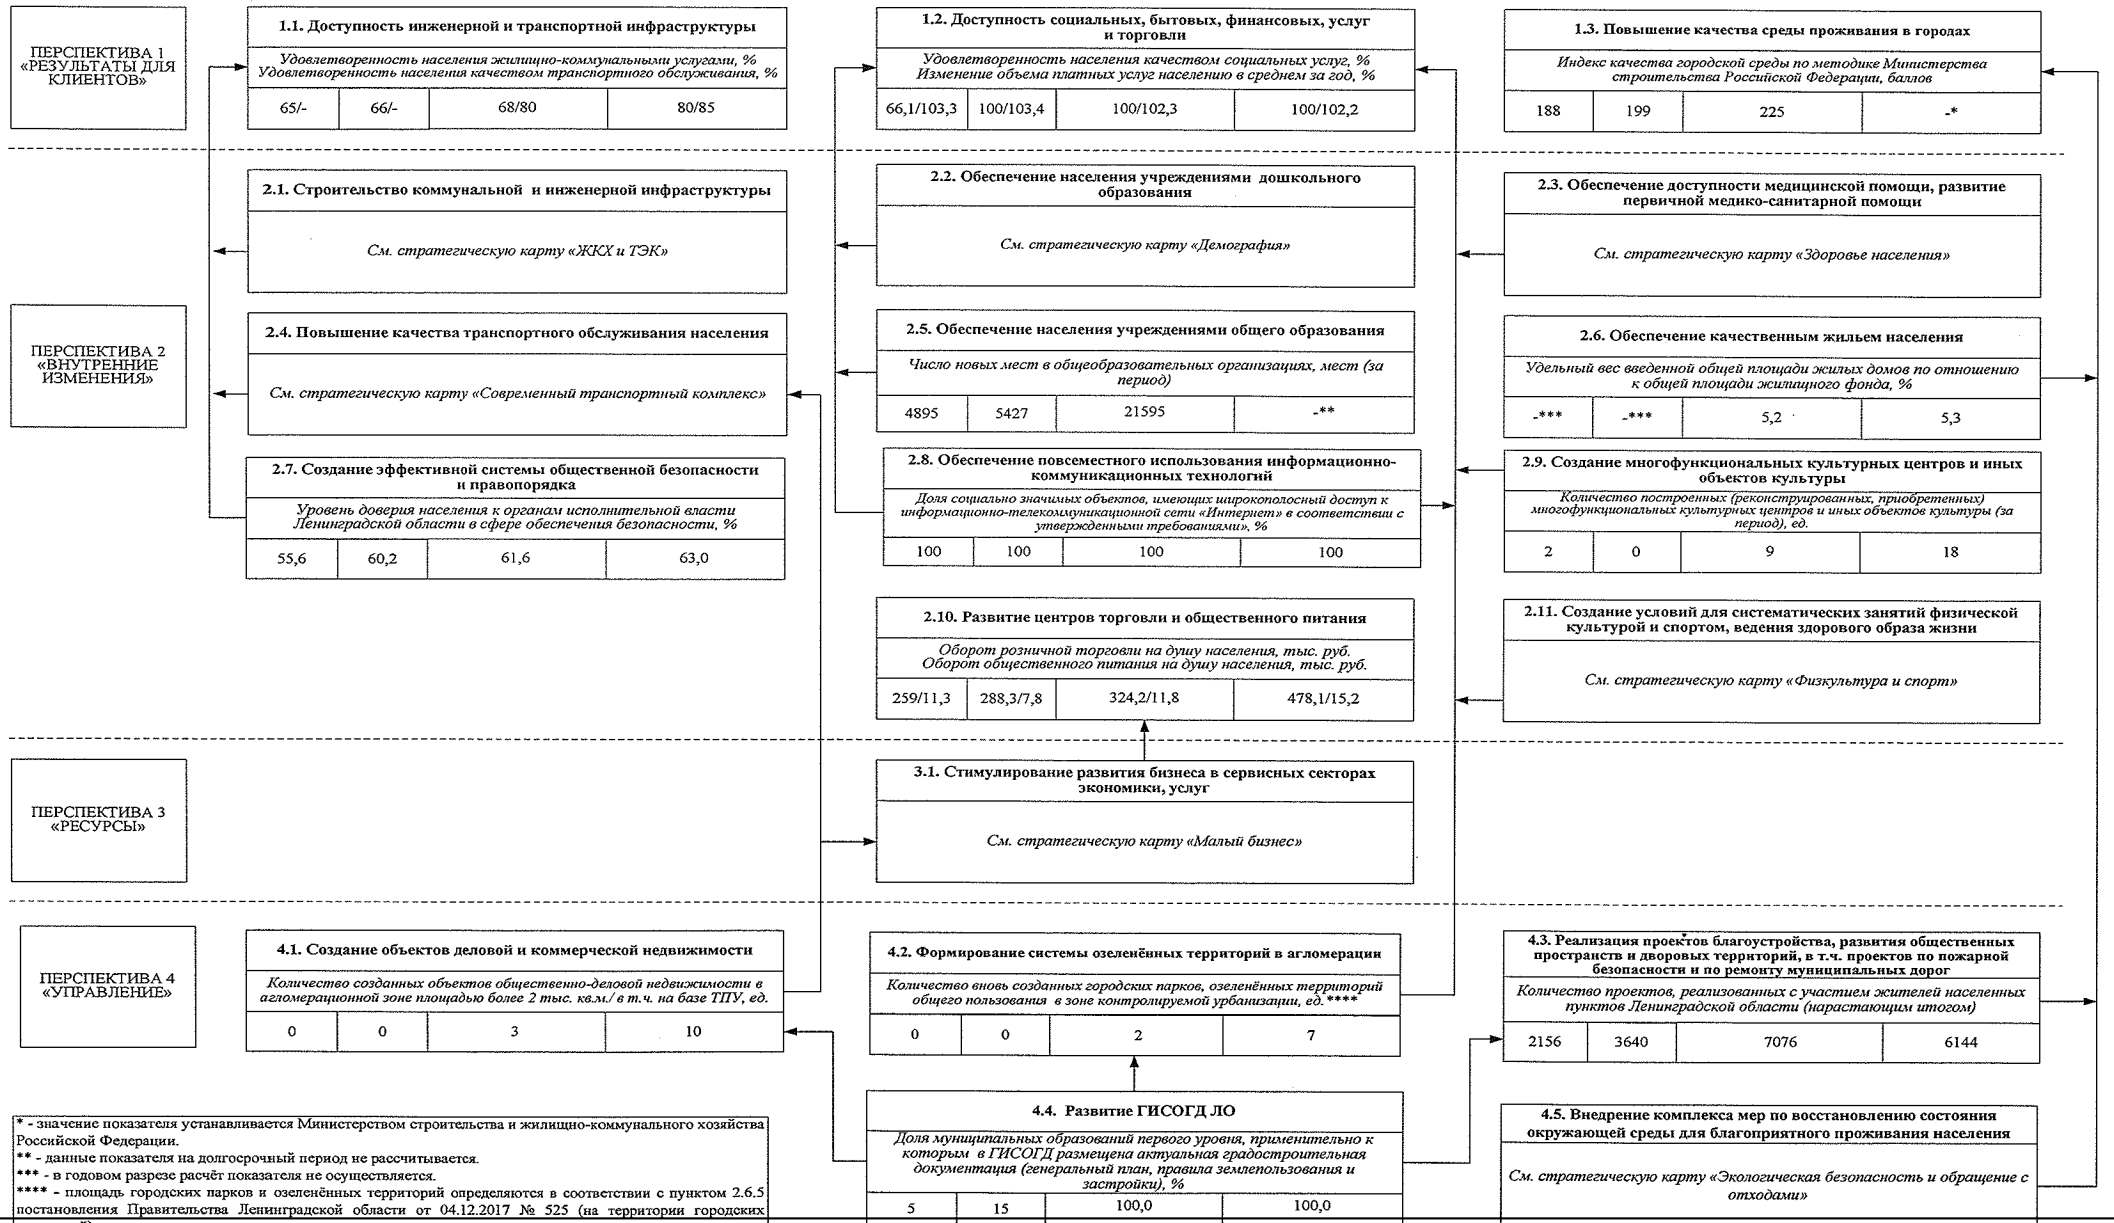 ПЕРСПЕКТИВА 1
«РЕЗУЛЬТАТЫ ДЛЯ
КЛИЕНТОВ»
1.1. Доступность инженерной и транспортной инфраструктуры
Удовлетворенность населения жилищно-коммунальными услугами, %
Удовлетворенность населения качеством транспортного обслуживания, %
65/- 66/- 68/80 80/85
1.2. Доступность социальных, бытовых, финансовых, услуг
и торговли
Удовлетворенность населения качеством социальных услуг, %
Изменение объема платных услуг населению в среднем за год, %
66,1/103,3 100/103,4 100/102,3 100/102,2
1.3. Повышение качества среды проживания в городах
Индекс качества городской среды по методике Министерства
строительства Российской Федерации, баллов
188 199 225 -*
ПЕРСПЕКТИВА 2
«ВНУТРЕННИЕ
ИЗМЕНЕНИЯ»
2.1. Строительство коммунальной и инженерной инфраструктуры
См. стратегическую карту «ЖКХ и ТЭК»
2.2. Обеспечение населения учреждениями дошкольного
образования
См. стратегическую карту «Демография»
2.3. Обеспечение доступности медицинской помощи, развитие
первичной медико-санитарной помощи
См. стратегическую карту «Здоровье населения»
2.4. Повышение качества транспортного обслуживания населения
См. стратегическую карту «Современный транспортный комплекс»
2.5. Обеспечение населения учреждениями общего образования
Число новых мест в общеобразовательных организациях, мест (за
период)
4895 5427 21595 -**
2.6. Обеспечение качественным жильем населения
Удельный вес введенной общей площади жилых домов по отношению
к общей площади жилищного фонда, %
-*** -*** 5,2 5,3
2.7. Создание эффективной системы общественной безопасности
и правопорядка
Уровень доверия населения к органам исполнительной власти
Ленинградской области в сфере обеспечения безопасности, %
55,6 60,2 61,6 63,0
2.8. Обеспечение повсеместного использования информационно-
коммуникационных технологий
Доля социально значимых объектов, имеющих широкополосный доступ к
информационно-телекоммуникационной сети «Интернет» в соответствии с
утвержденными требованиями», %
100 100 100 100
2.9. Создание многофункциональных культурных центров и иных
объектов культуры
Количество построенных (реконструированных, приобретенных)
многофункциональных культурных центров и иных объектов культуры (за
период), ед.
2 0 9 18
2.10. Развитие центров торговли и общественного питания
Оборот розничной торговли на душу населения, тыс. руб.
Оборот общественного питания на душу населения, тыс. руб.
259/11,3 288,3/7,8 324,2/11,8 478,1/15,2
2.11. Создание условий для систематических занятий физической
культурой и спортом, ведения здорового образа жизни
См. стратегическую карту «Физкультура и спорт»
ПЕРСПЕКТИВА 3
«РЕСУРСЫ»
3.1. Стимулирование развития бизнеса в сервисных секторах
экономики, услуг
См. стратегическую карту «Малый бизнес»
ПЕРСПЕКТИВА 4
«УПРАВЛЕНИЕ»
4.1. Создание объектов деловой и коммерческой недвижимости
Количество созданных объектов общественно-деловой недвижимости в
агломерационной зоне площадью более 2 тыс. кв.м./ в т.ч. на базе ТПУ, ед.
0 0 3 10
4.2. Формирование системы озеленённых территорий в агломерации
Количество вновь созданных городских парков, озеленённых территорий
общего пользования в зоне контролируемой урбанизации, ед.****
0 0 2 7
4.3. Реализация проектов благоустройства, развития общественных
пространств и дворовых территорий, в т.ч. проектов по пожарной
безопасности и по ремонту муниципальных дорог
Количество проектов, реализованных с участием жителей населенных
пунктов Ленинградской области (нарастающим итогом)
2156 3640 7076 6144
4.4. Развитие ГИСОГД ЛО
Доля муниципальных образований первого уровня, применительно к
которым в ГИСОГД размещена актуальная градостроительная
документация (генеральный план, правила землепользования и
застройки), %
5 15 100,0 100,0
4.5. Внедрение комплекса мер по восстановлению состояния
окружающей среды для благоприятного проживания населения
См. стратегическую карту «Экологическая безопасность и обращение с
отходами»
* - значение показателя устанавливается Министерством строительства и жилищно-коммунального хозяйства
Российской Федерации.
** - данные показателя на долгосрочный период не рассчитывается.
*** - в годовом разрезе расчёт показателя не осуществляется.
**** - площадь городских парков и озеленённых территорий определяются в соответствии с пунктом 2.6.5
постановления Правительства Ленинградской области от 04.12.2017 № 525 (на территории городских